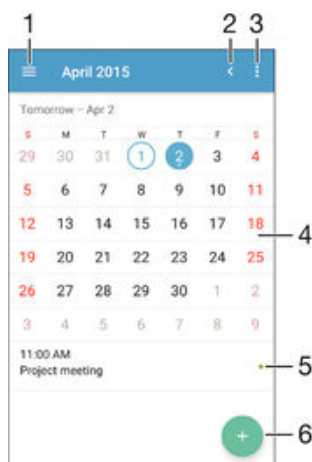 1 2 3
April 2015
Tomorrow – Apr 2
S M T W T F S
29 30 31 1 2 3 4
5 6 7 8 9 10 11
12 13 14 15 16 17 18
4
19 20 21 22 23 24 25
26 27 28 29 30 1 2
3 4 5 6 7 8 9
11:00 AM
Project meeting
5
6